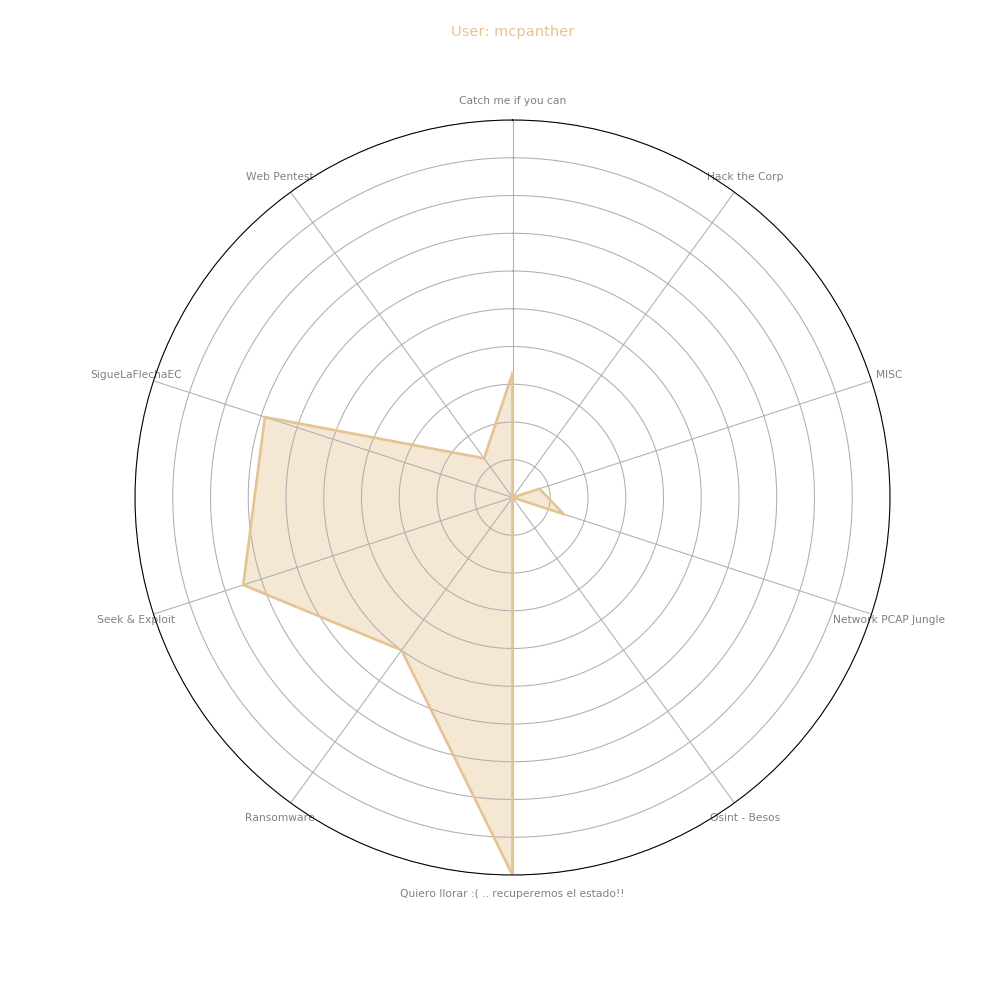 User: mcpanther
Catch me if you can
Web Pentest
Hack the Corp
SigueLaFlechaEC
MISC
Seek & Exploit
Network PCAP Jungle
Ransomware
Osint - Besos
Quiero llorar :( .. recuperemos el estado!!